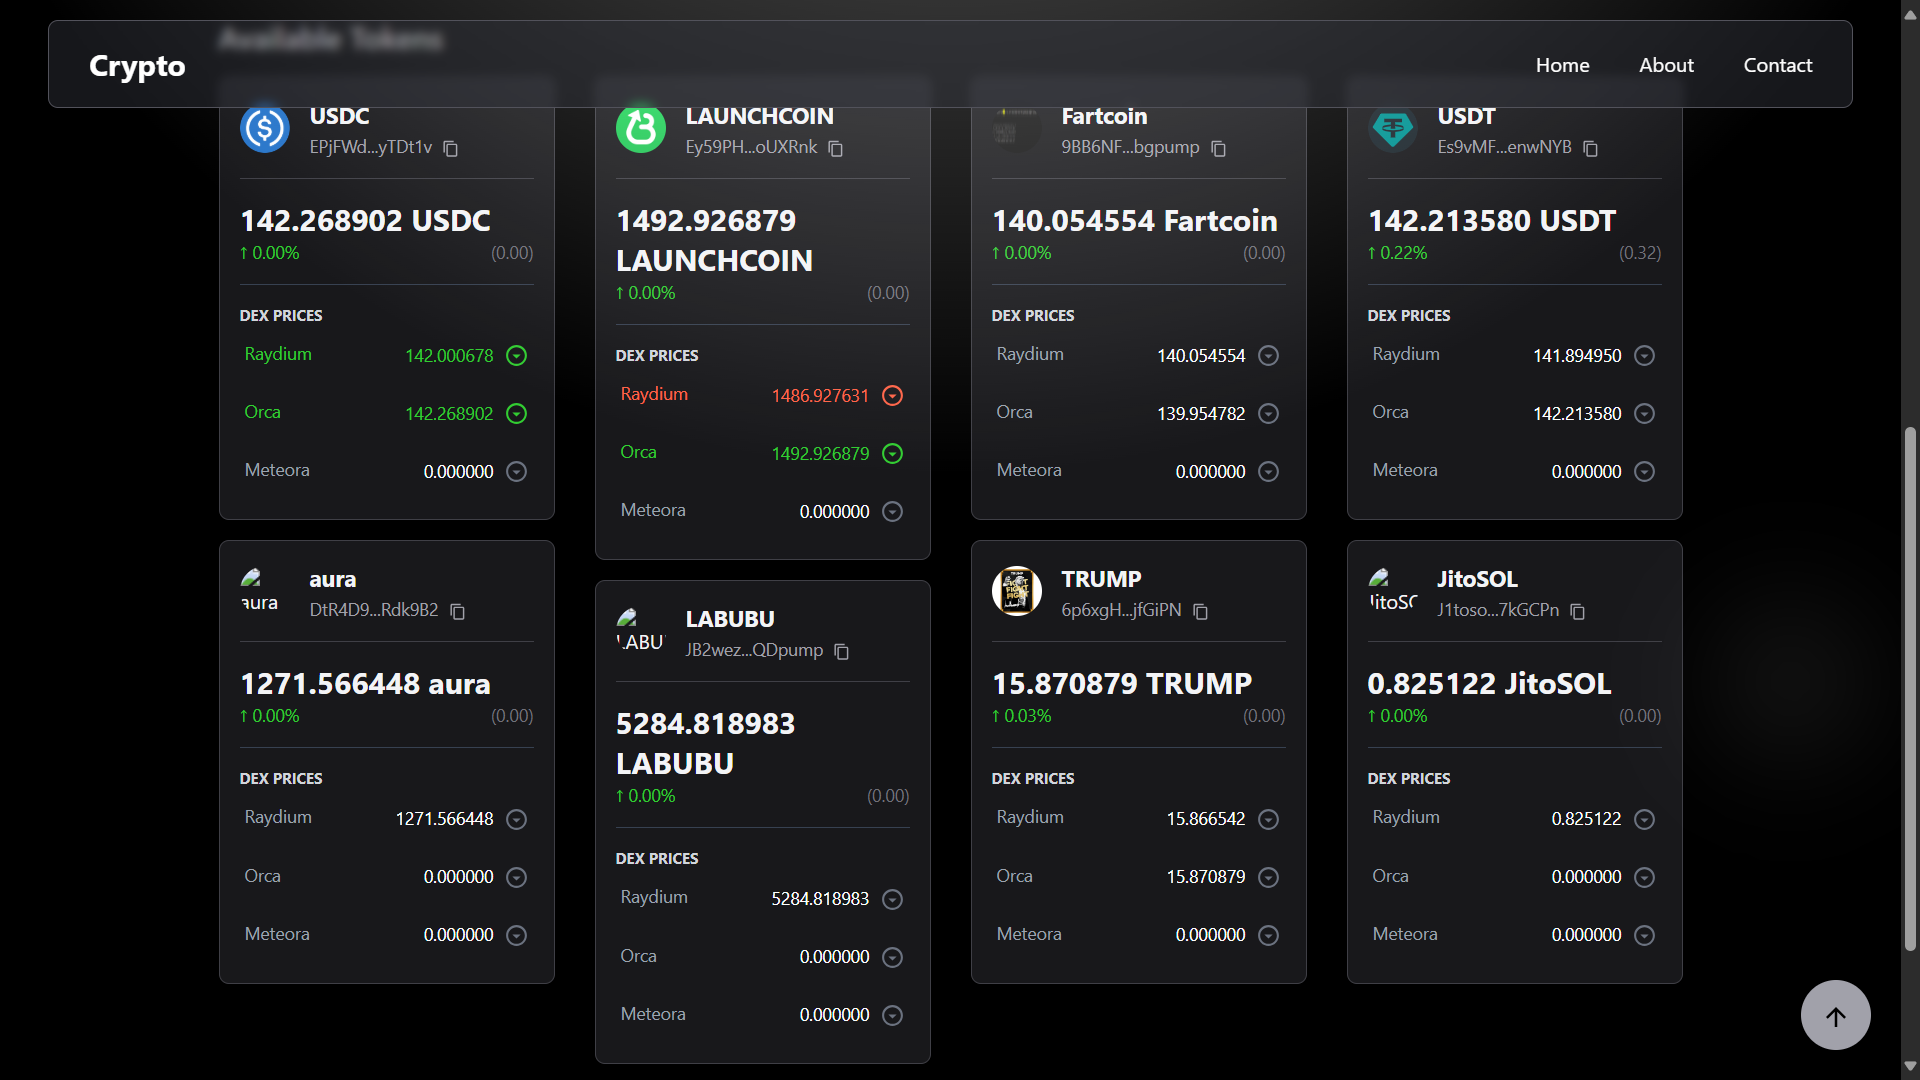 Available Tokens
Crypto
Home
About
Contact
USDC
EPjFWd...yTDt1v
142.268902 USDC
↑ 0.00% (0.00)
DEX PRICES
Raydium 142.000678
Orca 142.268902
Meteora 0.000000
LAUNCHCOIN
Ey59PH...oUXRnk
1492.926879
LAUNCHCOIN
↑ 0.00% (0.00)
DEX PRICES
Raydium 1486.927631
Orca 1492.926879
Meteora 0.000000
Fartcoin
9BB6NF...bgpump
140.054554 Fartcoin
↑ 0.00% (0.00)
DEX PRICES
Raydium 140.054554
Orca 139.954782
Meteora 0.000000
USDT
Es9vMF...enwNYB
142.213580 USDT
↑ 0.22% (0.32)
DEX PRICES
Raydium 141.894950
Orca 142.213580
Meteora 0.000000
aura
aura
DtR4D9...Rdk9B2
1271.566448 aura
↑ 0.00% (0.00)
DEX PRICES
Raydium 1271.566448
Orca 0.000000
Meteora 0.000000
LABUBU
JB2wez...QDpump
5284.818983
LABUBU
↑ 0.00% (0.00)
DEX PRICES
Raydium 5284.818983
Orca 0.000000
Meteora 0.000000
TRUMP
6p6xgH...jfGiPN
15.870879 TRUMP
↑ 0.03% (0.00)
DEX PRICES
Raydium 15.866542
Orca 15.870879
Meteora 0.000000
JitoSOL
J1toso...7kGCPn
0.825122 JitoSOL
↑ 0.00% (0.00)
DEX PRICES
Raydium 0.825122
Orca 0.000000
Meteora 0.000000